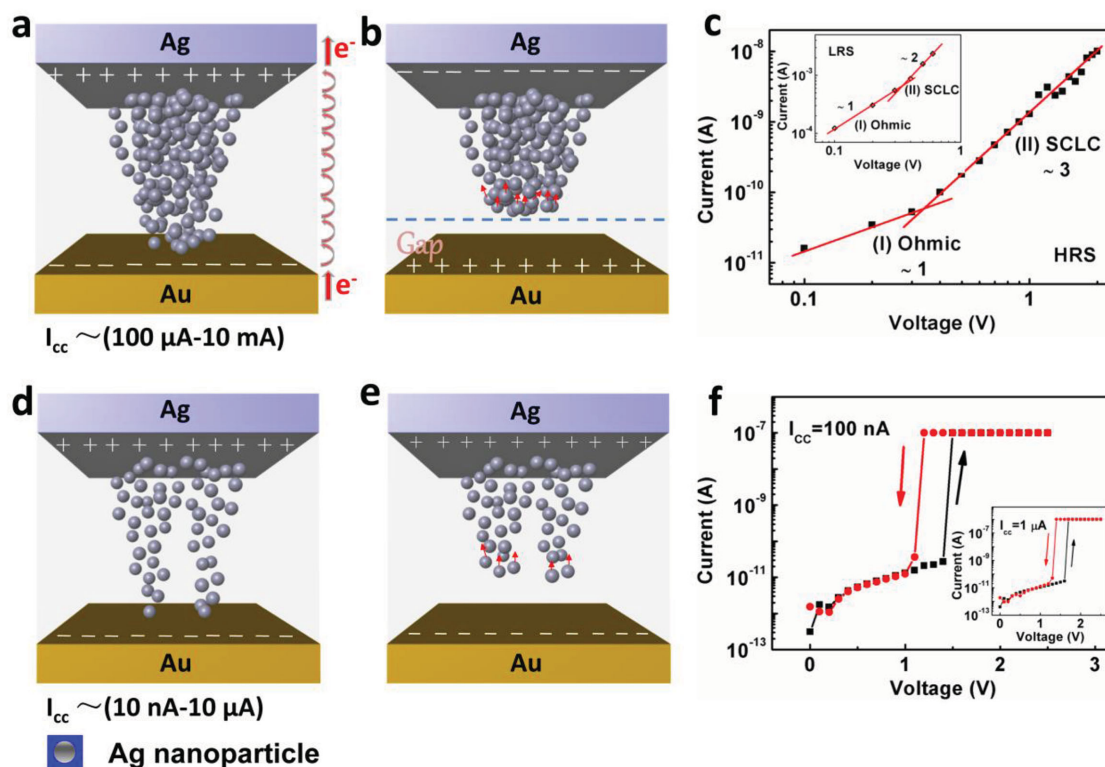 a
Ag
e-
+ + + + + + + + +
− − − − − − − −
Au
e-
I_cc ～(100 μA-10 mA)
b
Ag
− − − − − − − − −
Gap
+ + + + + + + +
Au
c
Current (A)
10^-8
10^-9
10^-10
10^-11
0.1
1
Voltage (V)
(I) Ohmic
~ 1
(II) SCLC
~ 3
HRS
LRS
Current (A)
10^-3
10^-4
0.1
1
Voltage (V)
~ 1
(I) Ohmic
~ 2
(II) SCLC
d
Ag
+ + + + + + + + +
− − − − − − − −
Au
I_cc ～(10 nA-10 μA)
Ag nanoparticle
e
Ag
+ + + + + + + + +
− − − − − − − −
Au
f
I_CC=100 nA
Current (A)
10^-7
10^-9
10^-11
10^-13
0
1
2
3
Voltage (V)
I_CC=1 μA
Current (A)
10^-7
10^-9
10^-11
10^-13
0
1
2
Voltage (V)